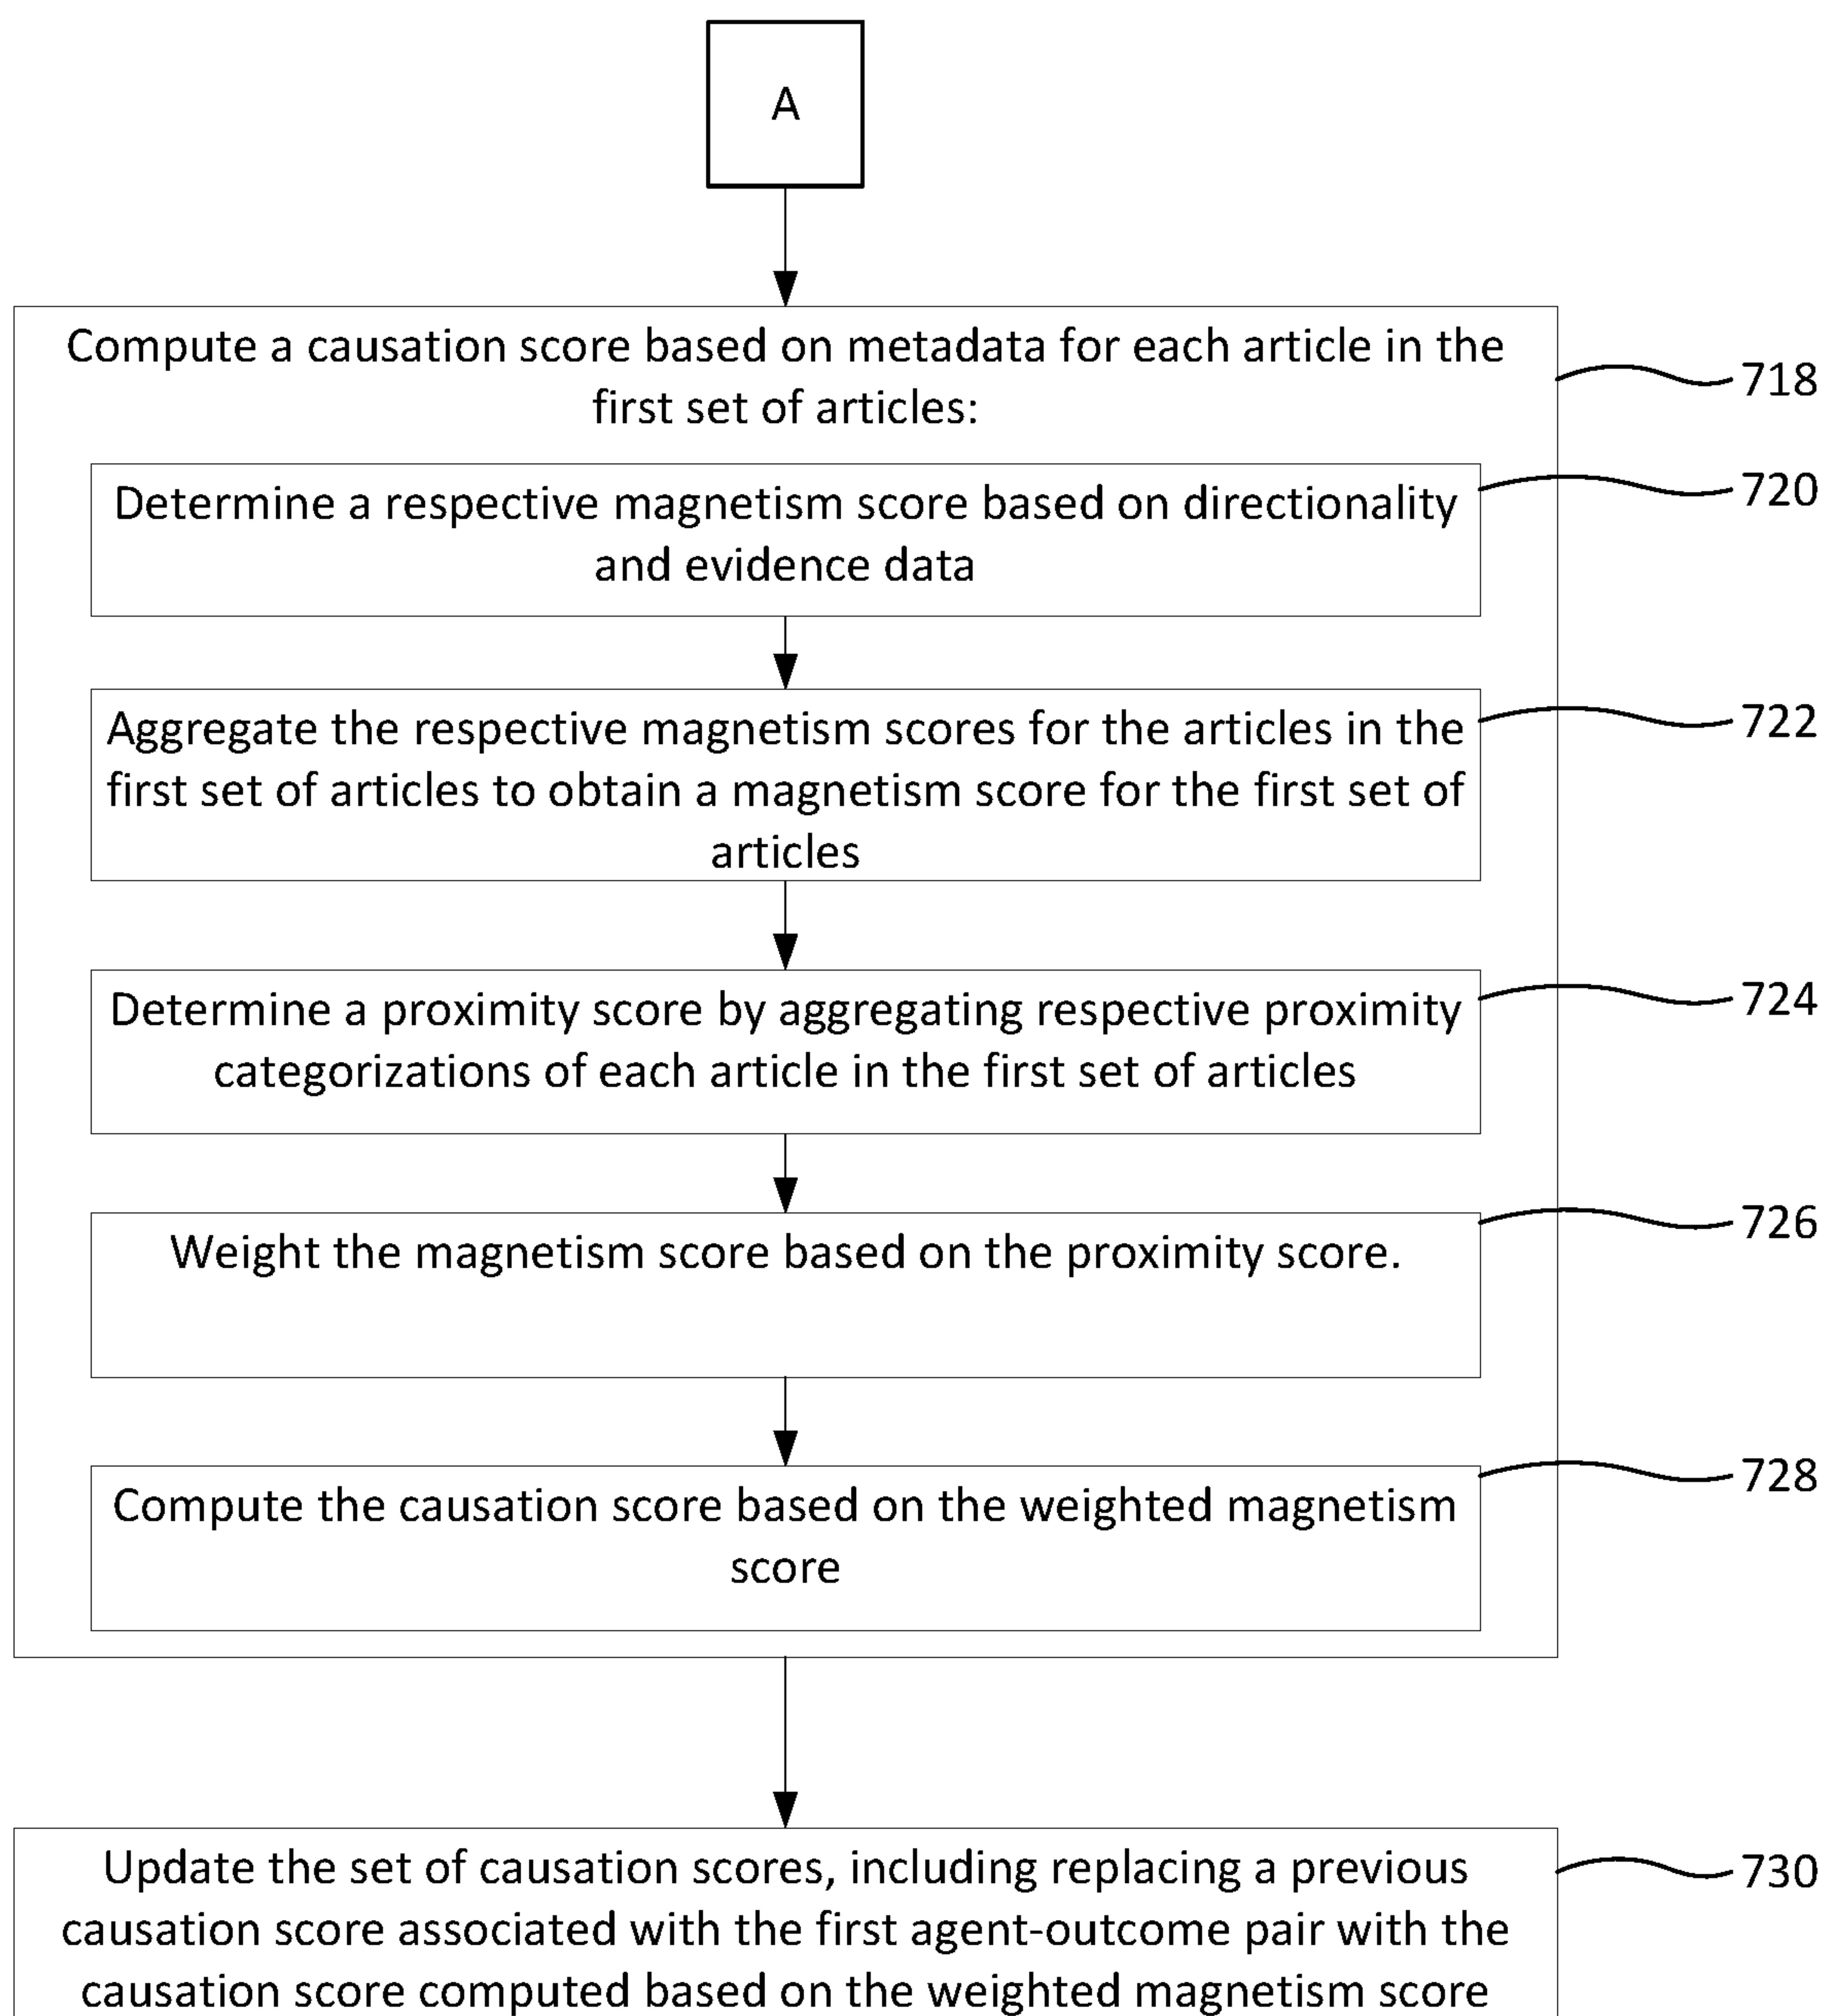 A
Compute a causation score based on metadata for each article in the
first set of articles:
718
Determine a respective magnetism score based on directionality
and evidence data
720
Aggregate the respective magnetism scores for the articles in the
first set of articles to obtain a magnetism score for the first set of
articles
722
Determine a proximity score by aggregating respective proximity
categorizations of each article in the first set of articles
724
Weight the magnetism score based on the proximity score.
726
Compute the causation score based on the weighted magnetism
score
728
Update the set of causation scores, including replacing a previous
causation score associated with the first agent-outcome pair with the
causation score computed based on the weighted magnetism score
730